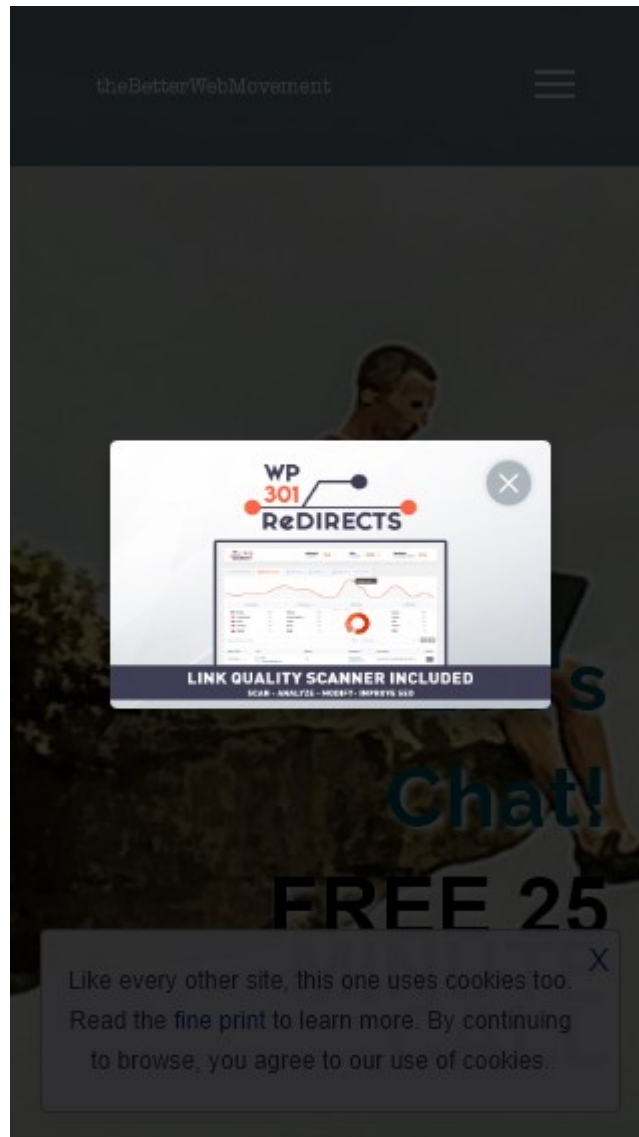 theBetterWebMovement
WP
301
ReDIRECTS
LINK QUALITY SCANNER INCLUDED
SCAN - ANALYZE - MODIFY - IMPROVE SEO
Chat!
FREE 25
X
Like every other site, this one uses cookies too.
Read the fine print to learn more. By continuing
to browse, you agree to our use of cookies.